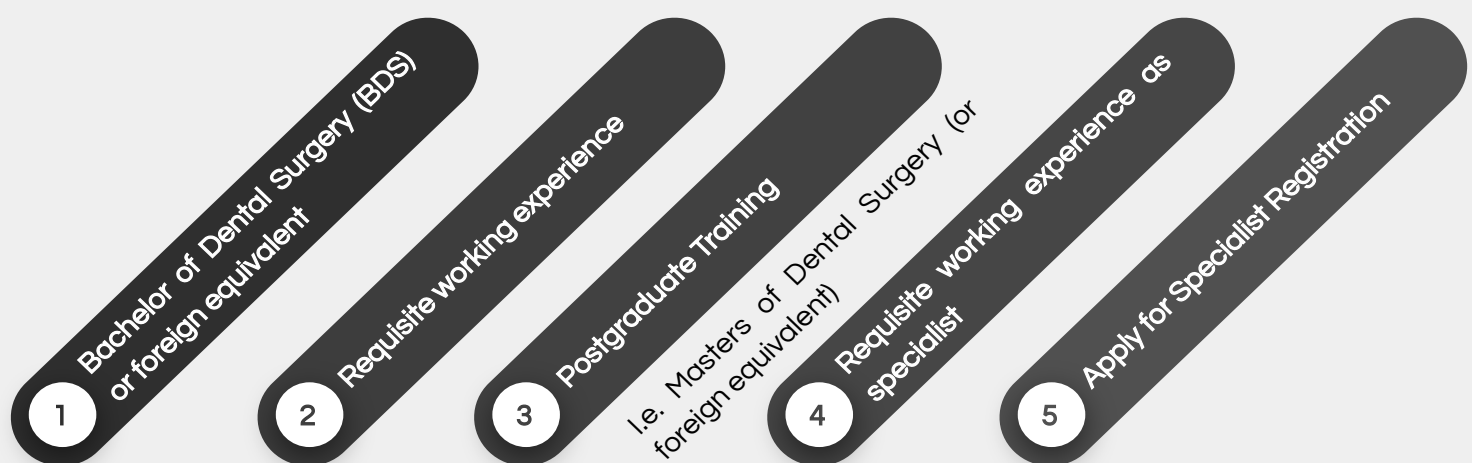 1
Bachelor of Dental Surgery (BDS)
or foreign equivalent
2
Requisite working experience
3
Postgraduate Training
I.e. Masters of Dental Surgery (or
foreign equivalent)
4
Requisite working experience as
specialist
5
Apply for Specialist Registration